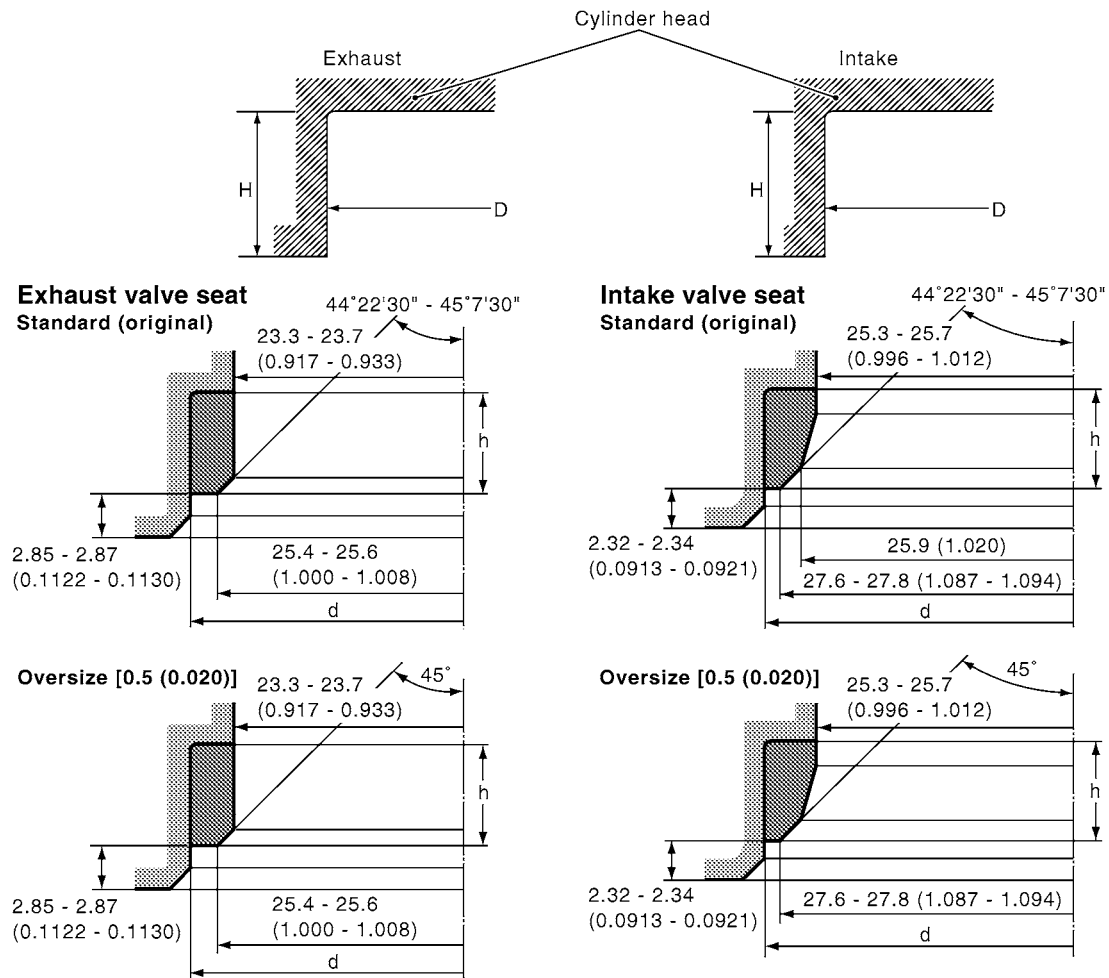 Cylinder head
Exhaust
Intake
H
D
H
D
Exhaust valve seat
Standard (original)
44°22'30" - 45°7'30"
23.3 - 23.7
(0.917 - 0.933)
h
2.85 - 2.87
(0.1122 - 0.1130)
25.4 - 25.6
(1.000 - 1.008)
d
Intake valve seat
Standard (original)
44°22'30" - 45°7'30"
25.3 - 25.7
(0.996 - 1.012)
h
2.32 - 2.34
(0.0913 - 0.0921)
25.9 (1.020)
27.6 - 27.8 (1.087 - 1.094)
d
Oversize [0.5 (0.020)]
45°
23.3 - 23.7
(0.917 - 0.933)
h
2.85 - 2.87
(0.1122 - 0.1130)
25.4 - 25.6
(1.000 - 1.008)
d
Oversize [0.5 (0.020)]
45°
25.3 - 25.7
(0.996 - 1.012)
h
2.32 - 2.34
(0.0913 - 0.0921)
27.6 - 27.8 (1.087 - 1.094)
d